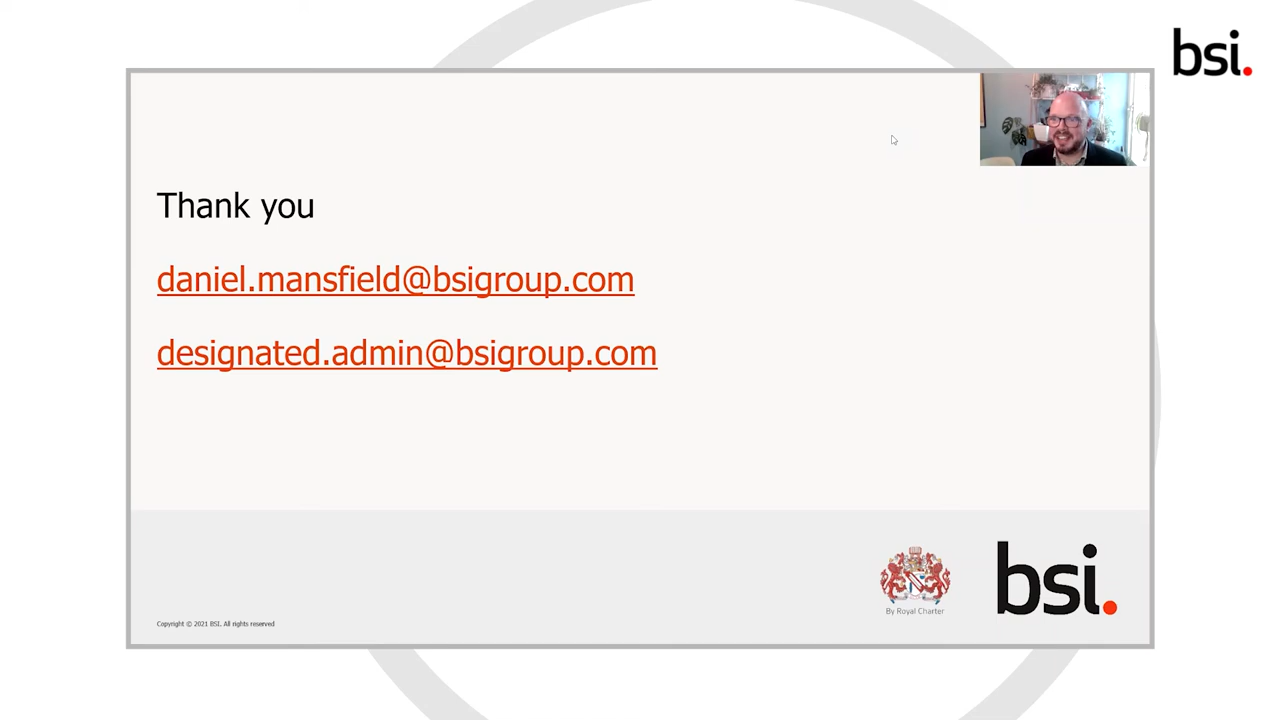 bsi.
Thank you
daniel.mansfield@bsigroup.com
designated.admin@bsigroup.com
By Royal Charter
bsi.
Copyright © 2021 BSI. All rights reserved